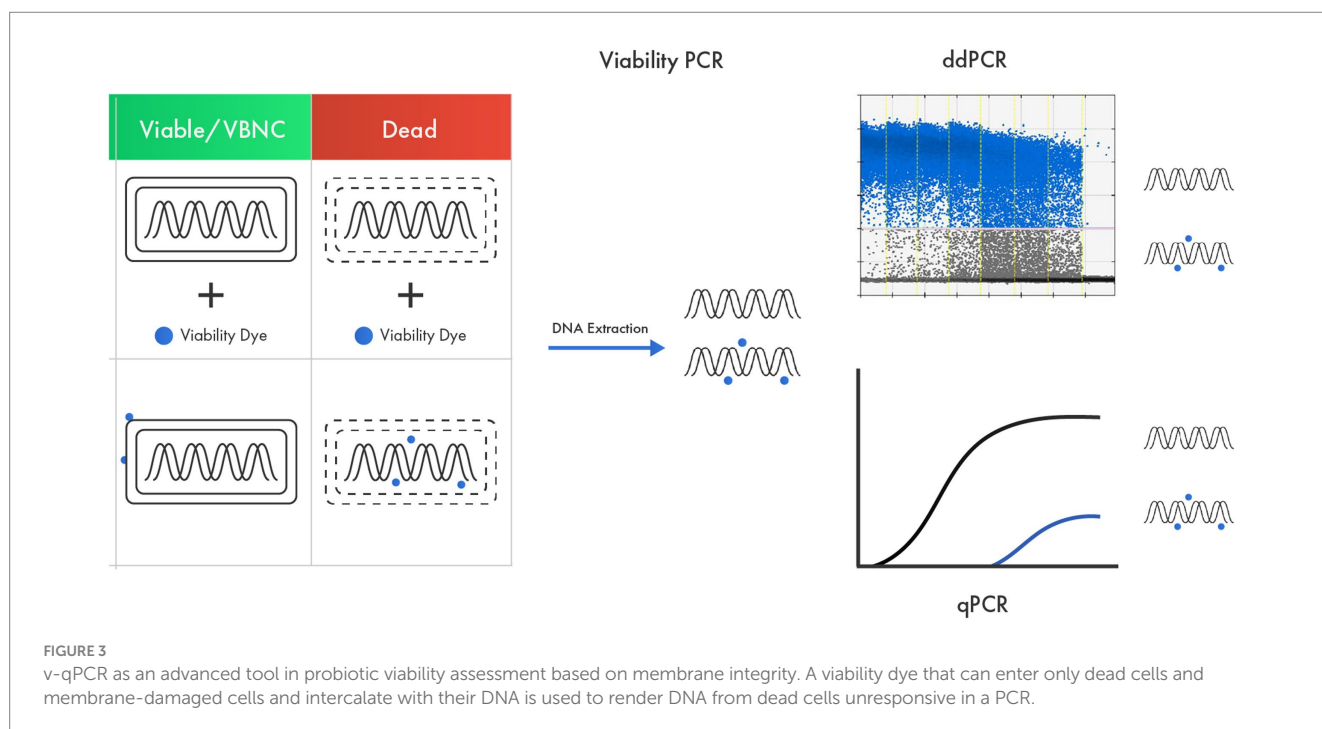 Viability PCR
ddPCR
Viable/VBNC
Dead
+
+
Viability Dye
Viability Dye
DNA Extraction
qPCR
FIGURE 3
v-qPCR as an advanced tool in probiotic viability assessment based on membrane integrity. A viability dye that can enter only dead cells and
membrane-damaged cells and intercalate with their DNA is used to render DNA from dead cells unresponsive in a PCR.